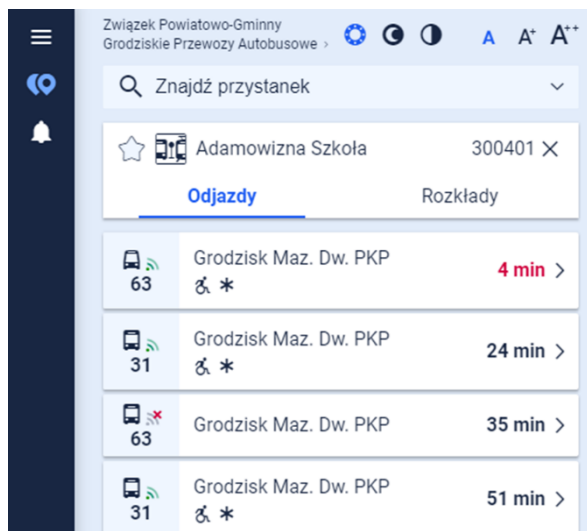 Związek Powiatowo-Gminny
Grodziskie Przewozy Autobusowe >
A A+ A++
Znajdź przystanek
Adamowizna Szkoła 300401
Odjazdy Rozkłady
Grodzisk Maz. Dw. PKP
63 4 min
Grodzisk Maz. Dw. PKP
31 24 min
63 Grodzisk Maz. Dw. PKP 35 min
Grodzisk Maz. Dw. PKP
31 51 min